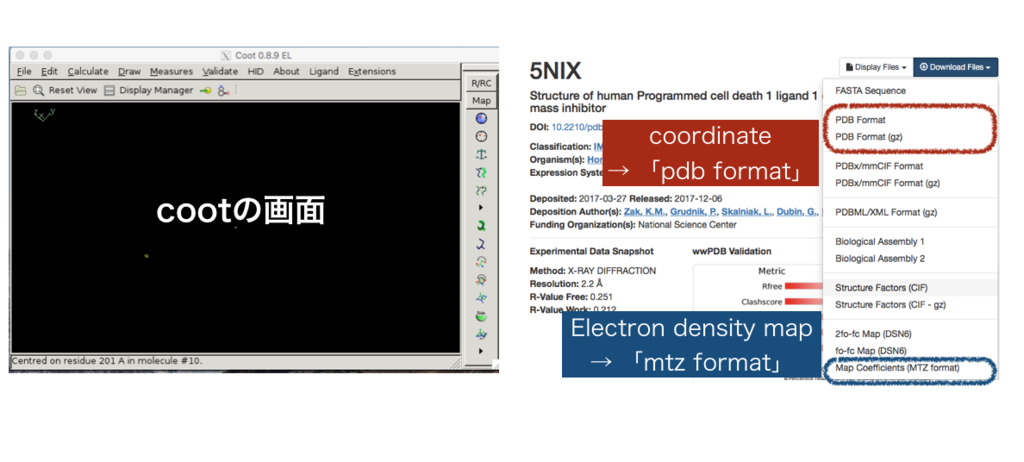 Coot 0.8.9 EL
File Edit Calculate Draw Measures Validate HID About Ligand Extensions
Reset View Display Manager
R/RC
Map
cootの画面
Centred on residue 201 A in molecule #10.
5NIX
Display Files
Download Files
Structure of human Programmed cell death 1 ligand 1
mass inhibitor
DOI: 10.2210/pdb
Classification:
Organism(s):
Expression Syste
coordinate
→ 「pdb format」
Deposited: 2017-03-27 Released: 2017-12-06
Deposition Author(s): Zak, K.M., Grudnik, P., Skalniak, L., Dubin, G.,
Funding Organization(s): National Science Center
Experimental Data Snapshot
Method: X-RAY DIFFRACTION
Resolution: 2.2 Å
R-Value Free: 0.251
R-Value Work: 0.212
wwPDB Validation
Metric
Rfree
Clashscore
Electron density map
→ 「mtz format」
FASTA Sequence
PDB Format
PDB Format (gz)
PDBx/mmCIF Format
PDBx/mmCIF Format (gz)
PDBML/XML Format (gz)
Biological Assembly 1
Biological Assembly 2
Structure Factors (CIF)
Structure Factors (CIF - gz)
2fo-fc Map (DSN6)
fo-fc Map (DSN6)
Map Coefficients (MTZ format)